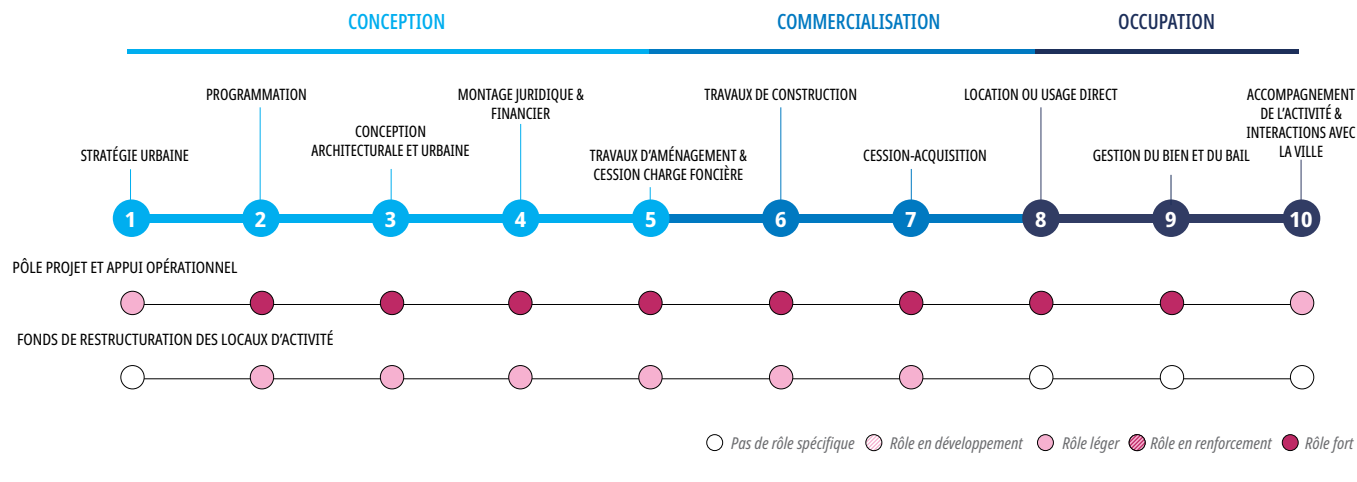 CONCEPTION
COMMERCIALISATION
OCCUPATION
STRATÉGIE URBAINE
PROGRAMMATION
CONCEPTION
ARCHITECTURALE ET URBAINE
MONTAGE JURIDIQUE &
FINANCIER
TRAVAUX D'AMÉNAGEMENT &
CESSION CHARGE FONCIÈRE
TRAVAUX DE CONSTRUCTION
CESSION-ACQUISITION
LOCATION OU USAGE DIRECT
GESTION DU BIEN ET DU BAIL
ACCOMPAGNEMENT
DE L'ACTIVITÉ &
INTERACTIONS AVEC
LA VILLE
1 2 3 4 5 6 7 8 9 10
PÔLE PROJET ET APPUI OPÉRATIONNEL
FONDS DE RESTRUCTURATION DES LOCAUX D'ACTIVITÉ
Pas de rôle spécifique Rôle en développement Rôle léger Rôle en renforcement Rôle fort